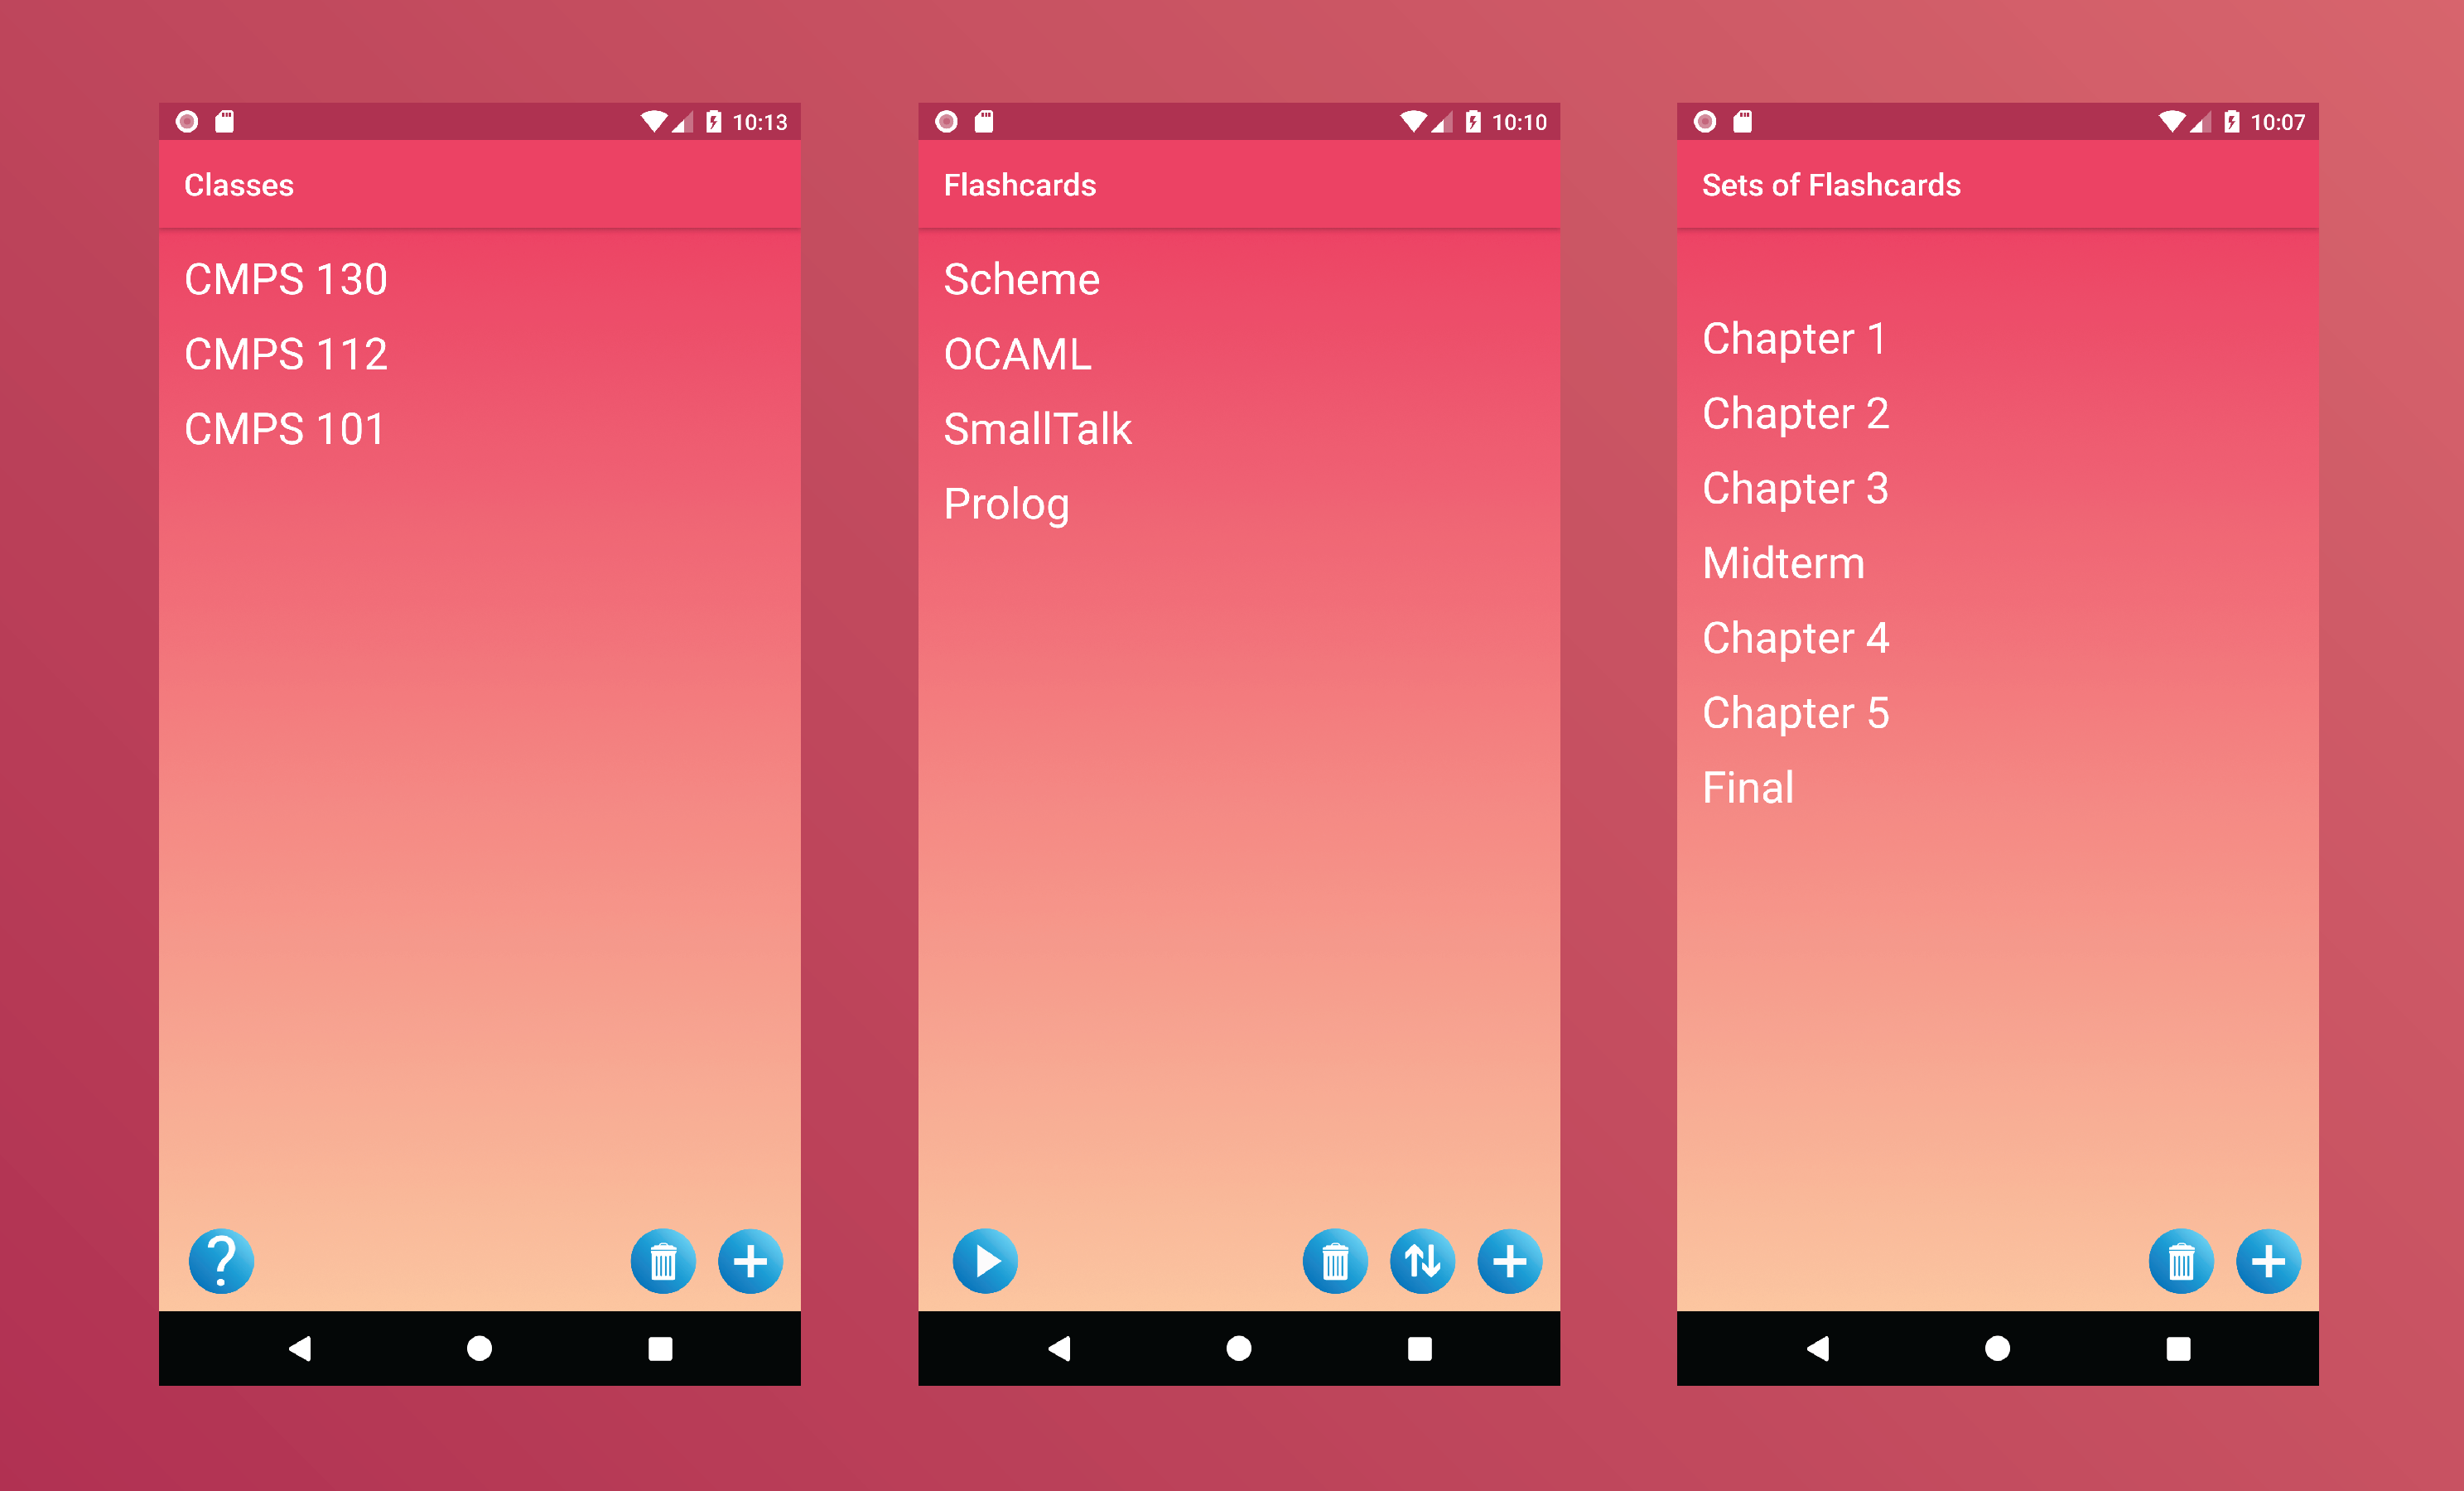 10:13
Classes
CMPS 130
CMPS 112
CMPS 101
?
10:10
Flashcards
Scheme
OCAML
SmallTalk
Prolog
10:07
Sets of Flashcards
Chapter 1
Chapter 2
Chapter 3
Midterm
Chapter 4
Chapter 5
Final